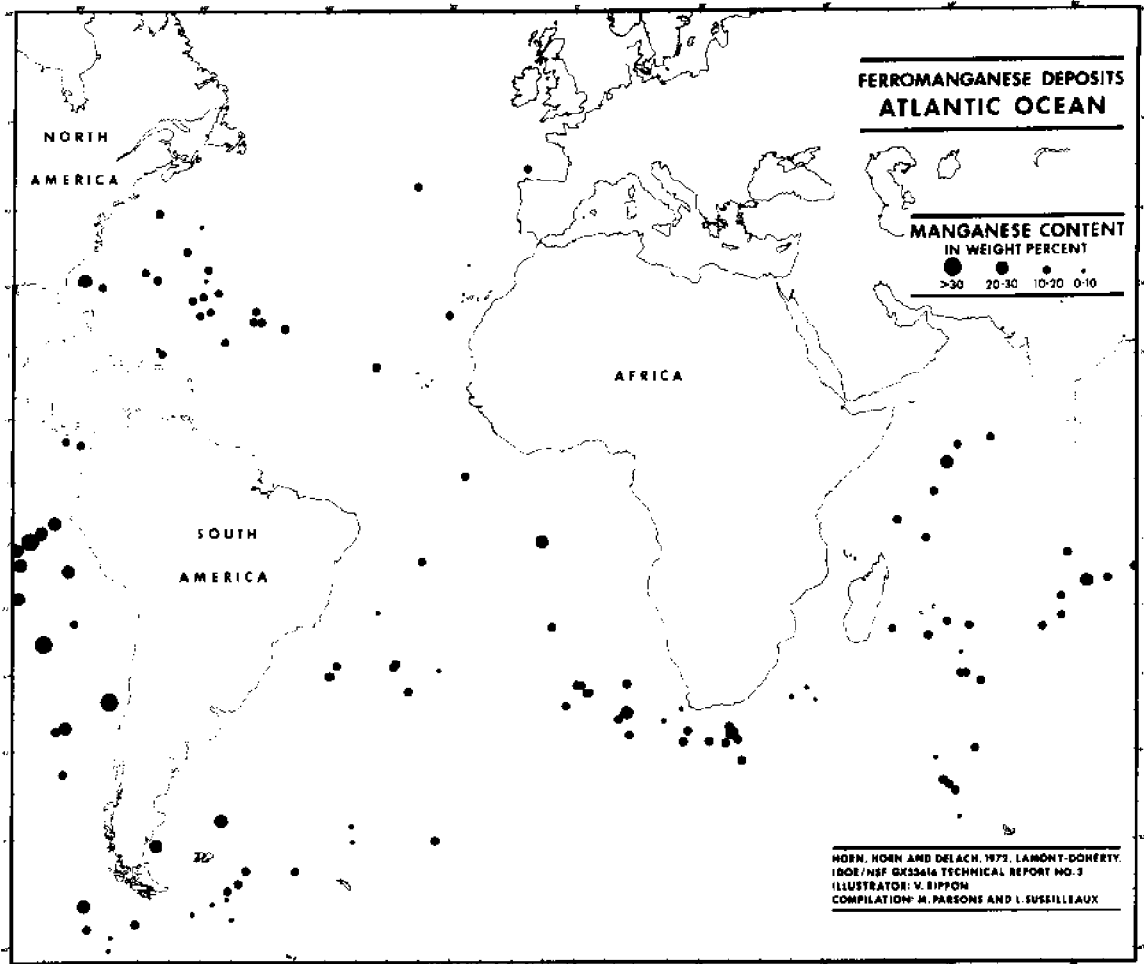 FERROMANGANESE DEPOSITS
ATLANTIC OCEAN
NORTH
AMERICA
MANGANESE CONTENT
IN WEIGHT PERCENT
>30 20-30 10-20 0-10
AFRICA
SOUTH
AMERICA
HORN, HORN AND DELACH, 1972, LAMONT-DOHERTY
IDOE/NSF GX33616 TECHNICAL REPORT NO. 3
ILLUSTRATOR: V. RIPPON
COMPILATION: M. PARSONS AND L. SUSSILLEAUX